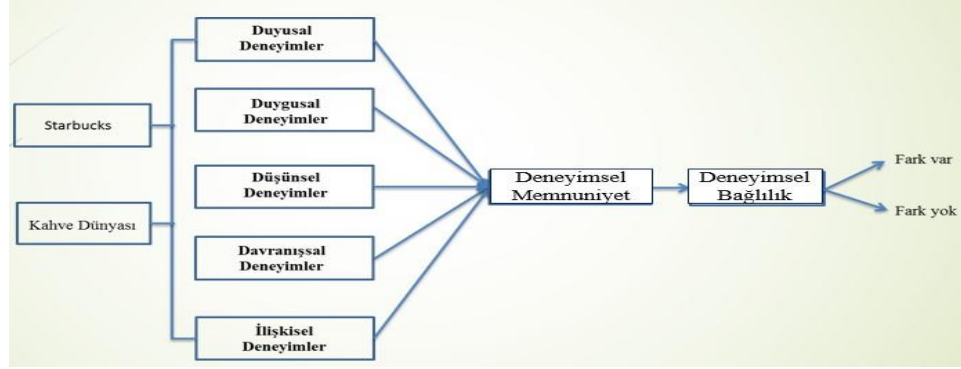 Starbucks
Kahve Dünyası
Duyusal
Deneyimler
Duygusal
Deneyimler
Düşünsel
Deneyimler
Davranışsal
Deneyimler
İlişkisel
Deneyimler
Deneyimsel
Memnuniyet
Deneyimsel
Bağlılık
Fark var
Fark yok